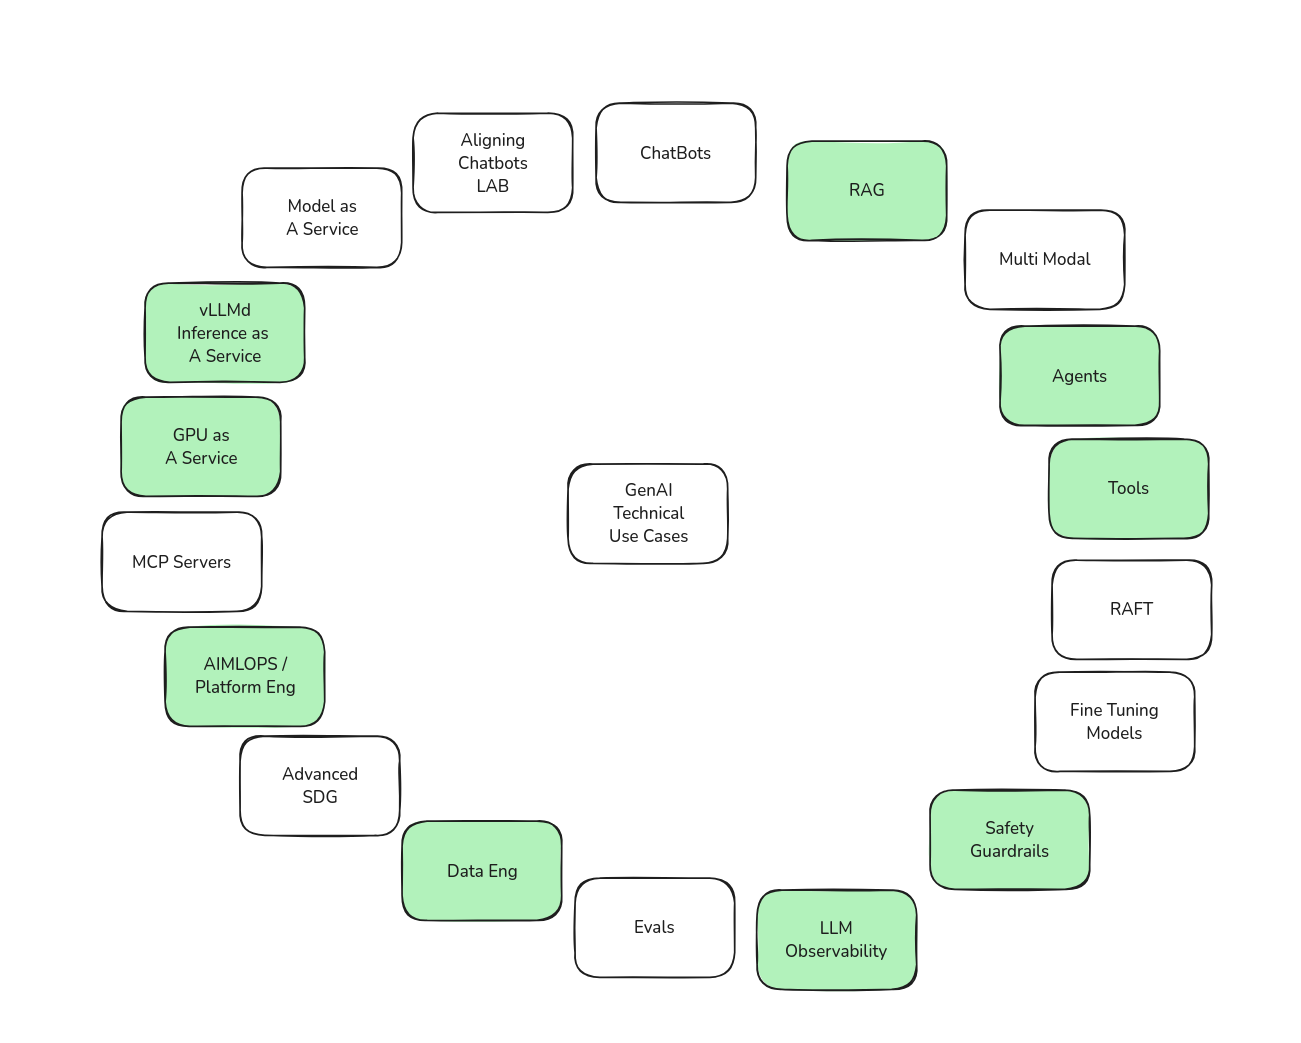 Aligning
Chatbots
LAB
ChatBots
RAG
Model as
A Service
Multi Modal
vLLMd
Inference as
A Service
Agents
GPU as
A Service
Tools
GenAI
Technical
Use Cases
MCP Servers
RAFT
AIMLOPS /
Platform Eng
Fine Tuning
Models
Advanced
SDG
Safety
Guardrails
Data Eng
Evals
LLM
Observability